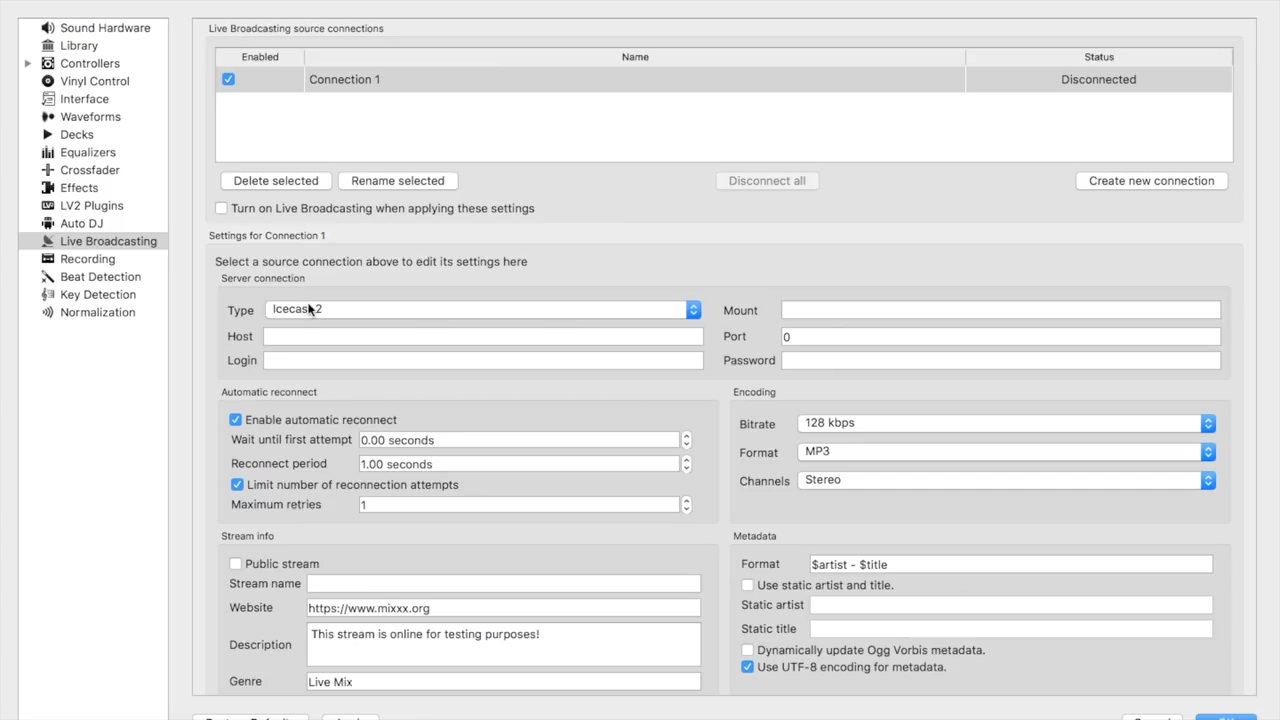 Sound Hardware
Library
Controllers
Vinyl Control
Interface
Waveforms
Decks
Equalizers
Crossfader
Effects
LV2 Plugins
Auto DJ
Live Broadcasting
Recording
Beat Detection
Key Detection
Normalization
Live Broadcasting source connections
Enabled Name Status
Connection 1 Disconnected
Delete selected Rename selected Disconnect all Create new connection
Turn on Live Broadcasting when applying these settings
Settings for Connection 1
Select a source connection above to edit its settings here
Server connection
Type Icecast 2 Mount
Host Port 0
Login Password
Automatic reconnect
Enable automatic reconnect
Wait until first attempt 0.00 seconds
Reconnect period 1.00 seconds
Limit number of reconnection attempts
Maximum retries 1
Encoding
Bitrate 128 kbps
Format MP3
Channels Stereo
Stream info
Public stream
Stream name
Website https://www.mixxx.org
Description This stream is online for testing purposes!
Genre Live Mix
Metadata
Format $artist - $title
Use static artist and title.
Static artist
Static title
Dynamically update Ogg Vorbis metadata.
Use UTF-8 encoding for metadata.